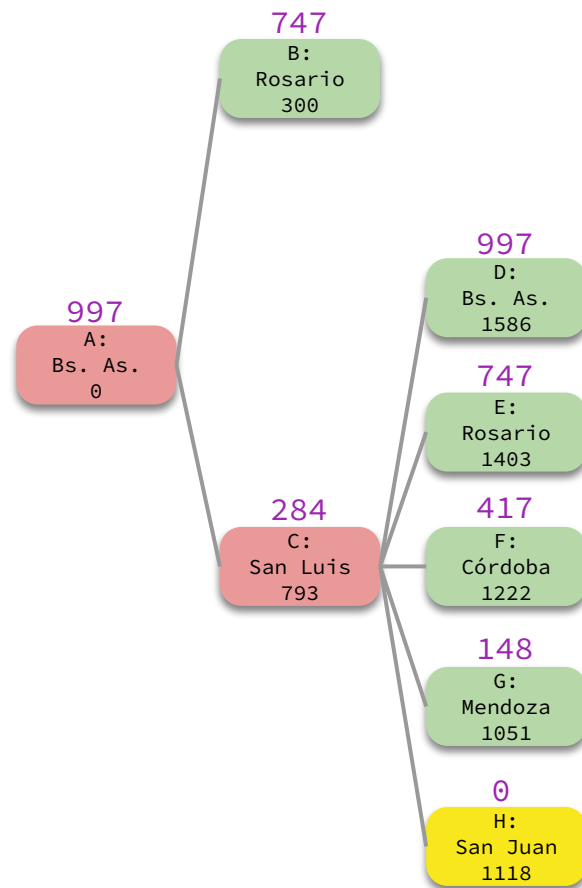 747
B:
Rosario
300
997
A:
Bs. As.
0
284
C:
San Luis
793
997
D:
Bs. As.
1586
747
E:
Rosario
1403
417
F:
Córdoba
1222
148
G:
Mendoza
1051
0
H:
San Juan
1118